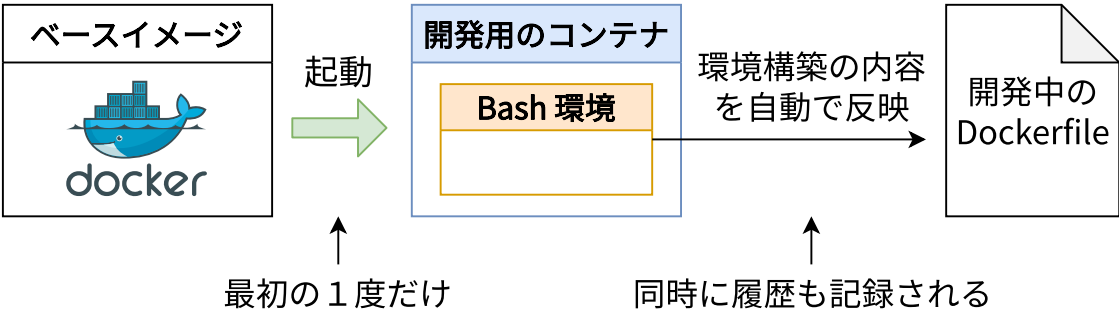 ベースイメージ
docker
起動
最初の１度だけ
開発用のコンテナ
Bash 環境
環境構築の内容
を自動で反映
同時に履歴も記録される
開発中の
Dockerfile